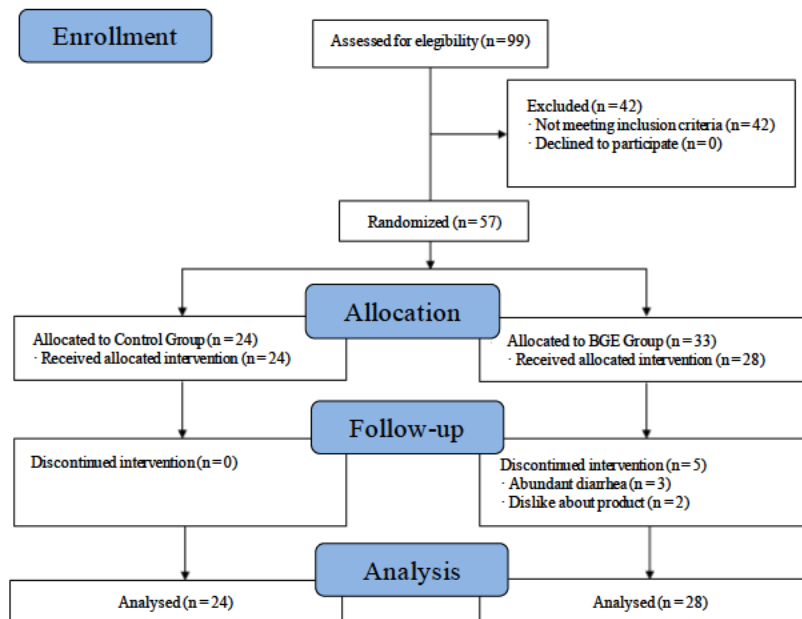 Enrollment
Assessed for elegibility (n=99)
Excluded (n=42)
· Not meeting inclusion criteria (n=42)
· Declined to participate (n=0)
Randomized (n=57)
Allocation
Allocated to Control Group (n=24)
· Received allocated intervention (n=24)
Allocated to BGE Group (n=33)
· Received allocated intervention (n=28)
Follow-up
Discontinued intervention (n=0)
Discontinued intervention (n=5)
· Abundant diarrhea (n=3)
· Dislike about product (n=2)
Analysis
Analysed (n=24)
Analysed (n=28)